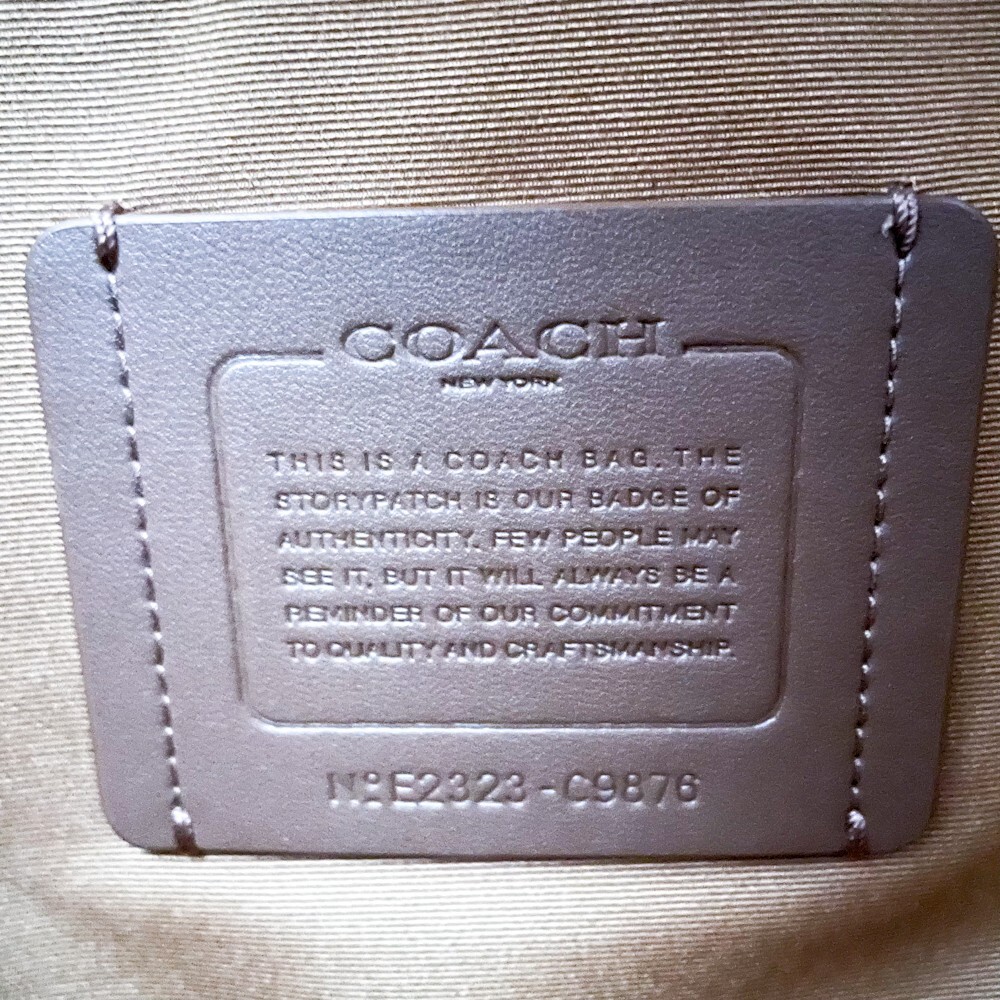 COACH
NEW YORK
THIS IS A COACH BAG. THE
STORYPATCH IS OUR BADGE OF
AUTHENTICITY. FEW PEOPLE MAY
SEE IT, BUT IT WILL ALWAYS BE A
REMINDER OF OUR COMMITMENT
TO QUALITY AND CRAFTSMANSHIP.
Nº E2323-C9876